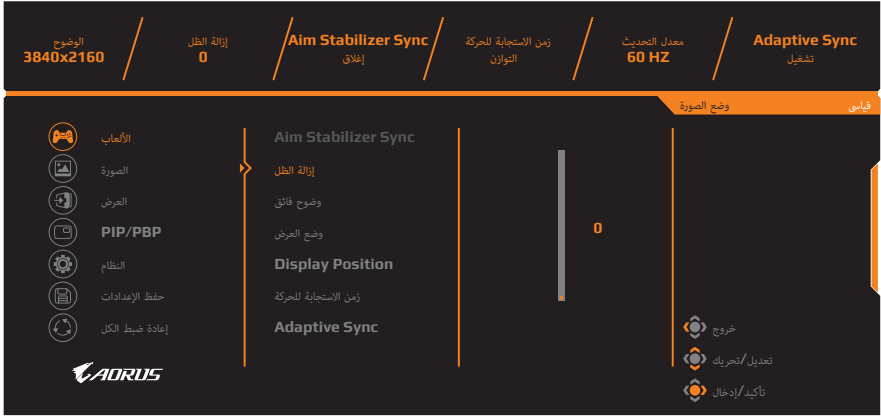 الوضوح
3840x2160
إزالة الظل
0
Aim Stabilizer Sync
إغلاق
زمن الاستجابة للحركة
التوازن
معدل التحديث
60 HZ
Adaptive Sync
تشغيل
وضع الصورة
قياسى
الألعاب
الصورة
العرض
PIP/PBP
النظام
حفظ الإعدادات
إعادة ضبط الكل
Aim Stabilizer Sync
إزالة الظل
وضوح فائق
وضع العرض
Display Position
زمن الاستجابة للحركة
Adaptive Sync
0
خروج
تعديل/تحريك
تأكيد/إدخال
AORUS